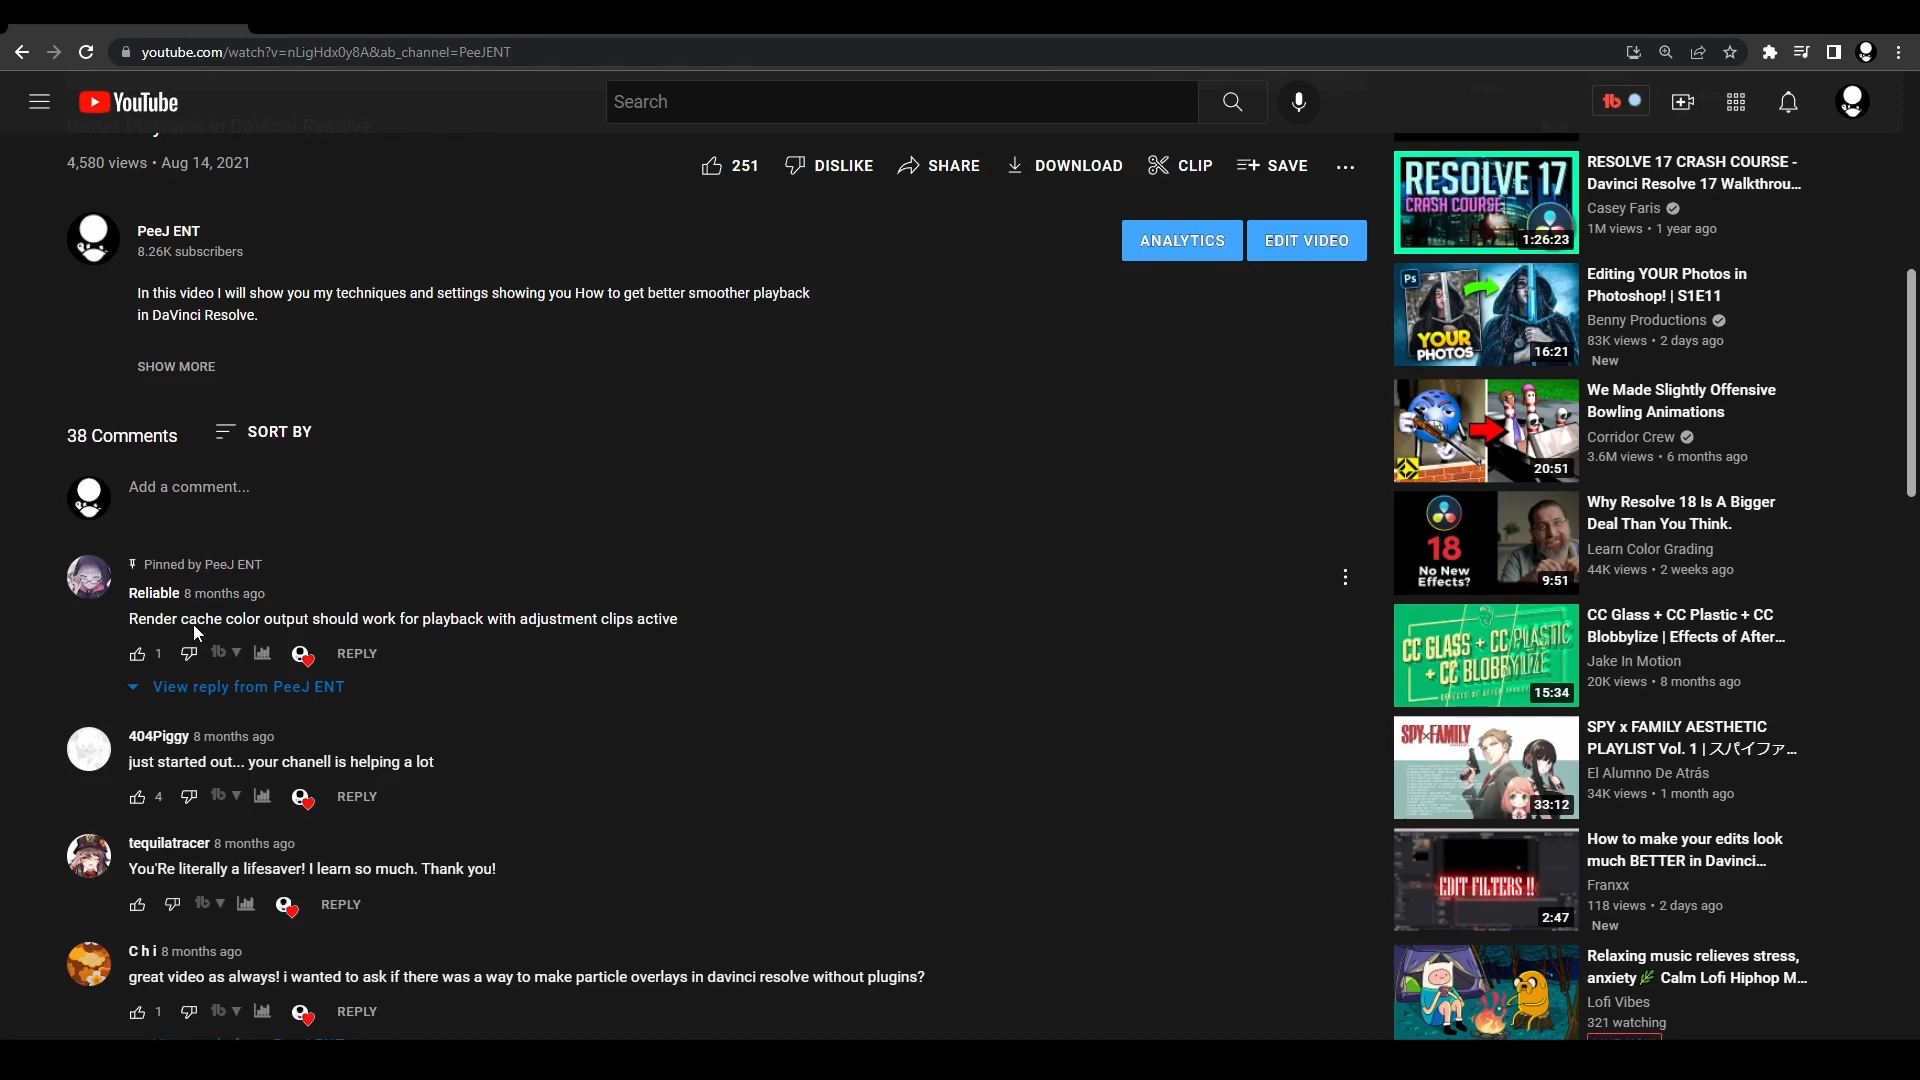 youtube.com/watch?v=nLigHdx0y8A&ab_channel=PeeJENT
YouTube
Search
Better Playback in DaVinci Resolve
4,580 views • Aug 14, 2021
251
DISLIKE
SHARE
DOWNLOAD
CLIP
SAVE
PeeJ ENT
8.26K subscribers
ANALYTICS
EDIT VIDEO
In this video I will show you my techniques and settings showing you How to get better smoother playback
in DaVinci Resolve.
SHOW MORE
38 Comments
SORT BY
Add a comment...
Pinned by PeeJ ENT
Reliable 8 months ago
Render cache color output should work for playback with adjustment clips active
1
REPLY
View reply from PeeJ ENT
404Piggy 8 months ago
just started out... your chanell is helping a lot
4
REPLY
tequilatracer 8 months ago
You'Re literally a lifesaver! I learn so much. Thank you!
REPLY
C h i 8 months ago
great video as always! i wanted to ask if there was a way to make particle overlays in davinci resolve without plugins?
1
REPLY
RESOLVE 17
CRASH COURSE
1:26:23
RESOLVE 17 CRASH COURSE -
Davinci Resolve 17 Walkthrou...
Casey Faris
1M views • 1 year ago
Ps
YOUR
PHOTOS
16:21
Editing YOUR Photos in
Photoshop! | S1E11
Benny Productions
83K views • 2 days ago
New
20:51
We Made Slightly Offensive
Bowling Animations
Corridor Crew
3.6M views • 6 months ago
18
No New
Effects?
9:51
Why Resolve 18 Is A Bigger
Deal Than You Think.
Learn Color Grading
44K views • 2 weeks ago
CC GLASS + CC PLASTIC
+ CC BLOBBYLIZE
15:34
CC Glass + CC Plastic + CC
Blobbylize | Effects of After...
Jake In Motion
20K views • 8 months ago
SPY×FAMILY
33:12
SPY x FAMILY AESTHETIC
PLAYLIST Vol. 1 | スパイファ...
El Alumno De Atrás
34K views • 1 month ago
EDIT FILTERS !!
2:47
How to make your edits look
much BETTER in Davinci...
Franxx
118 views • 2 days ago
New
Relaxing music relieves stress,
anxiety🌿 Calm Lofi Hiphop M...
Lofi Vibes
321 watching